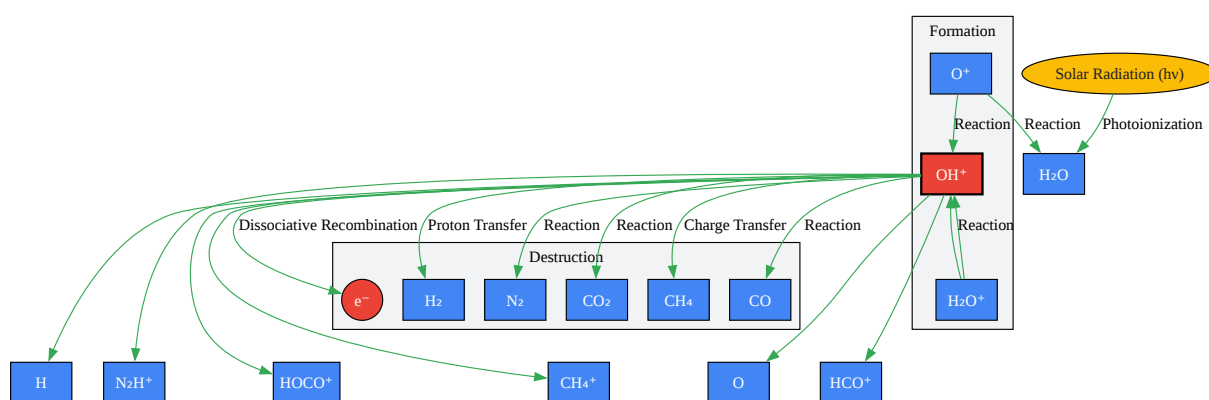 Formation
O⁺
Solar Radiation (hν)
Reaction
Reaction
Photoionization
OH⁺
H₂O
Dissociative Recombination
Proton Transfer
Reaction
Reaction
Charge Transfer
Reaction
Reaction
Destruction
e⁻
H₂
N₂
CO₂
CH₄
CO
H₂O⁺
H
N₂H⁺
HOCO⁺
CH₄⁺
O
HCO⁺